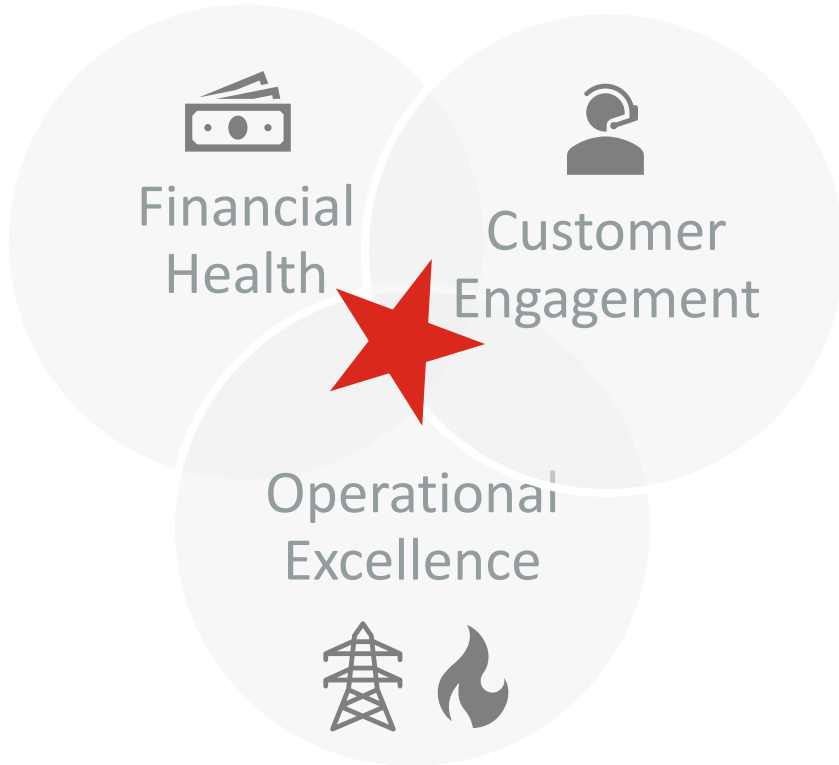 Financial
Health
Customer
Engagement
Operational
Excellence